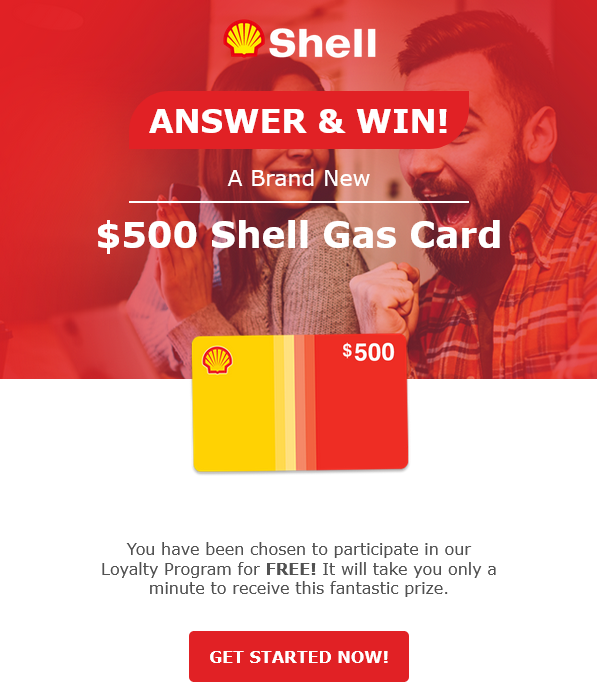 Shell
ANSWER & WIN!
A Brand New
$500 Shell Gas Card
$500
You have been chosen to participate in our
Loyalty Program for FREE! It will take you only a
minute to receive this fantastic prize.
GET STARTED NOW!